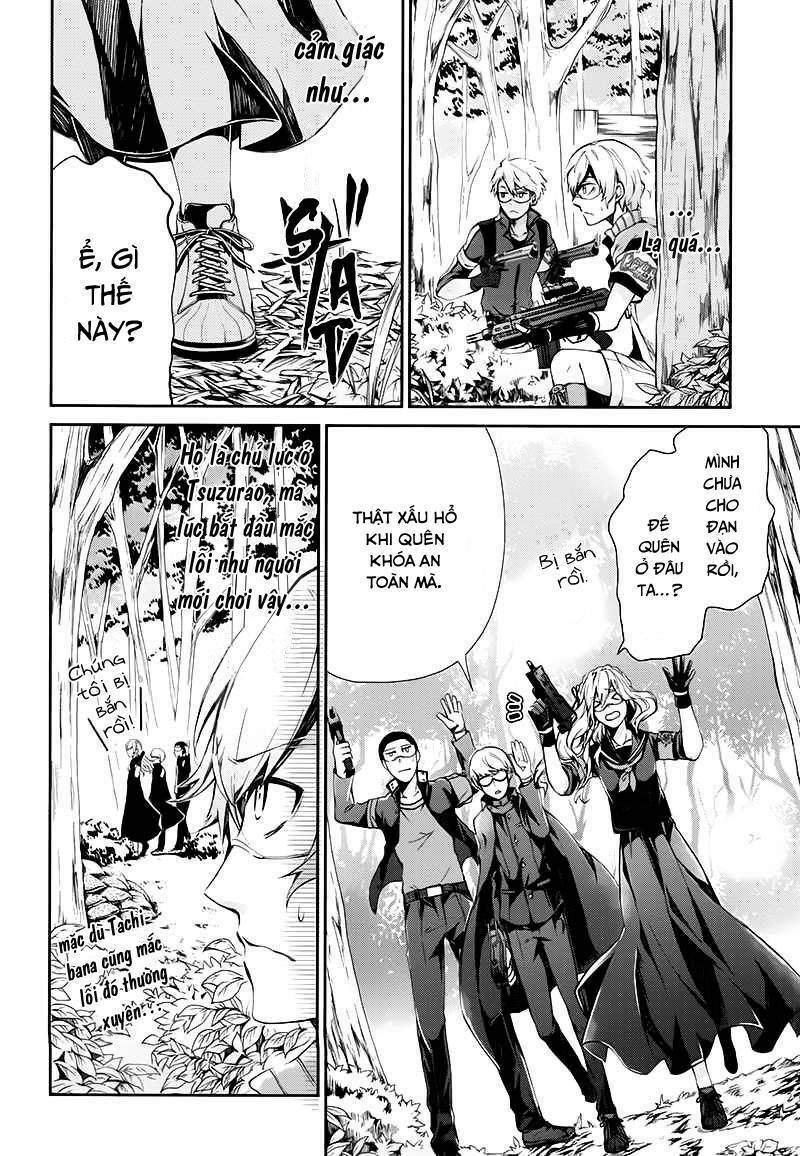 ...
Lạ quá...
cảm giác
như...
SẠT
Ể, GÌ
THẾ
NÀY?
MÌNH
CHƯA
CHO
ĐẠN
VÀO
RỒI,
ĐỂ
QUÊN
Ở ĐÂU
TA...?
Bị bắn
rồi.
THẬT XẤU HỔ
KHI QUÊN
KHÓA AN
TOÀN MÀ.
Họ là chủ lực ở
Tsuzurao, mà
lúc bắt đầu mắc
lỗi như người
mới chơi vậy...
Chúng
tôi bị
bắn rồi!
mặc dù Tachi-
bana cũng mắc
lỗi đó thường
xuyên...